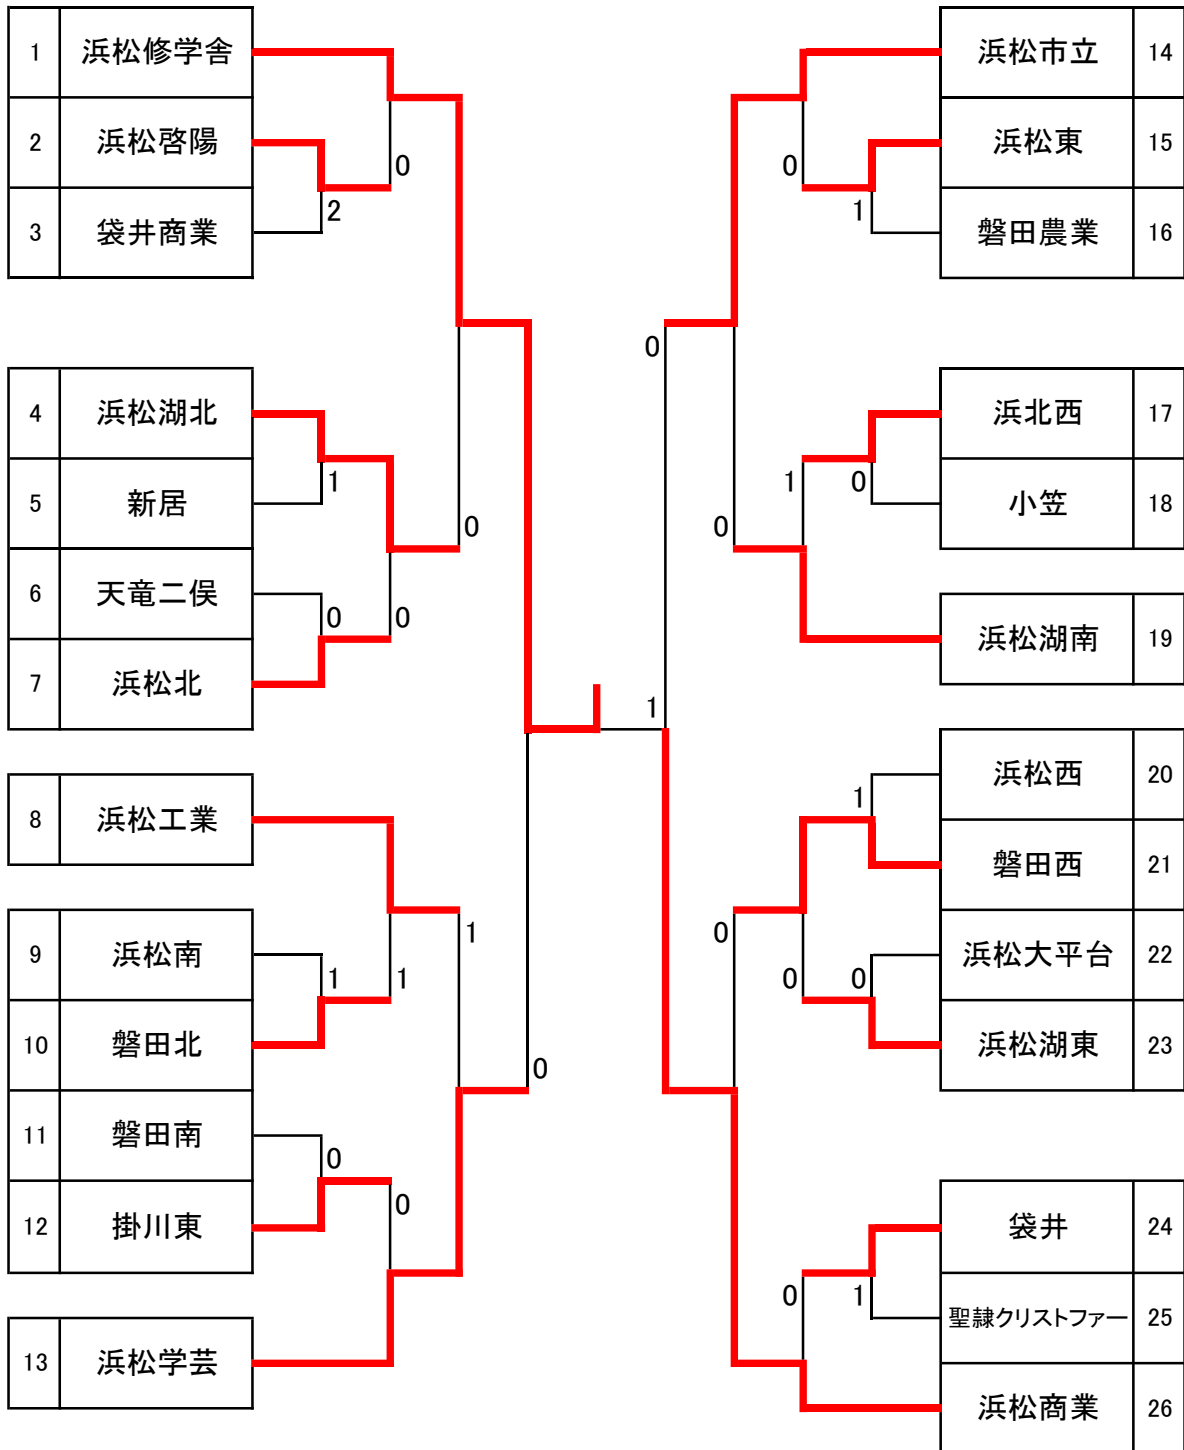 1 浜松修学舎
2 浜松啓陽
3 袋井商業
0
2
4 浜松湖北
5 新居
6 天竜二俣
7 浜松北
1
0
0
0
8 浜松工業
9 浜松南
10 磐田北
11 磐田南
12 掛川東
13 浜松学芸
1
1
1
0
0
0
1
浜松市立 14
浜松東 15
磐田農業 16
0
1
0
浜北西 17
小笠 18
浜松湖南 19
1
0
0
浜松西 20
磐田西 21
浜松大平台 22
浜松湖東 23
1
0
0
0
袋井 24
聖隷クリストファー 25
浜松商業 26
0
1